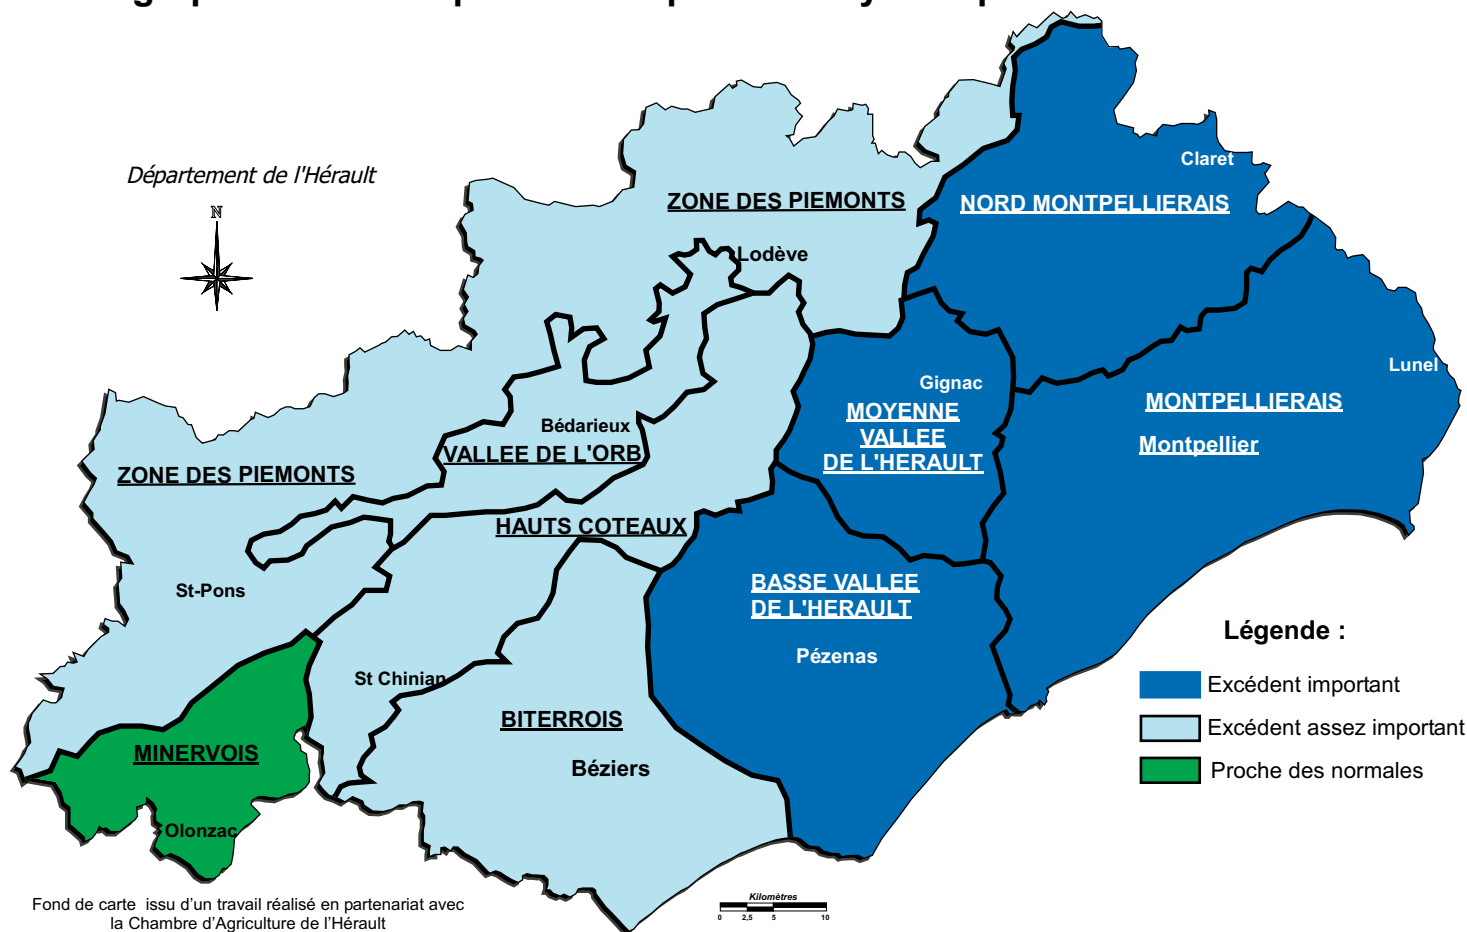 Département de l'Hérault
N
Claret
ZONE DES PIEMONTS
NORD MONTPELLIERAIS
Lodève
Lunel
Gignac
MOYENNE
VALLEE
DE L'HERAULT
MONTPELLIERAIS
Montpellier
Bédarieux
VALLEE DE L'ORB
ZONE DES PIEMONTS
HAUTS COTEAUX
St-Pons
BASSE VALLEE
DE L'HERAULT
Pézenas
St Chinian
BITERROIS
Béziers
MINERVOIS
Olonzac
Légende :
Excédent important
Excédent assez important
Proche des normales
Fond de carte issu d'un travail réalisé en partenariat avec
la Chambre d'Agriculture de l'Hérault
Kilomètres
0 2,5 5 10